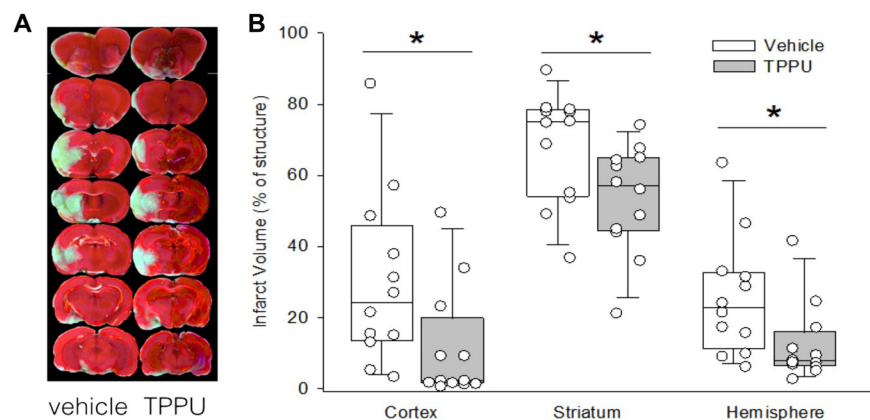 A
vehicle TPPU
B
Infarct Volume (% of structure)
100
80
60
40
20
0
*
*
*
Vehicle
TPPU
Cortex Striatum Hemisphere